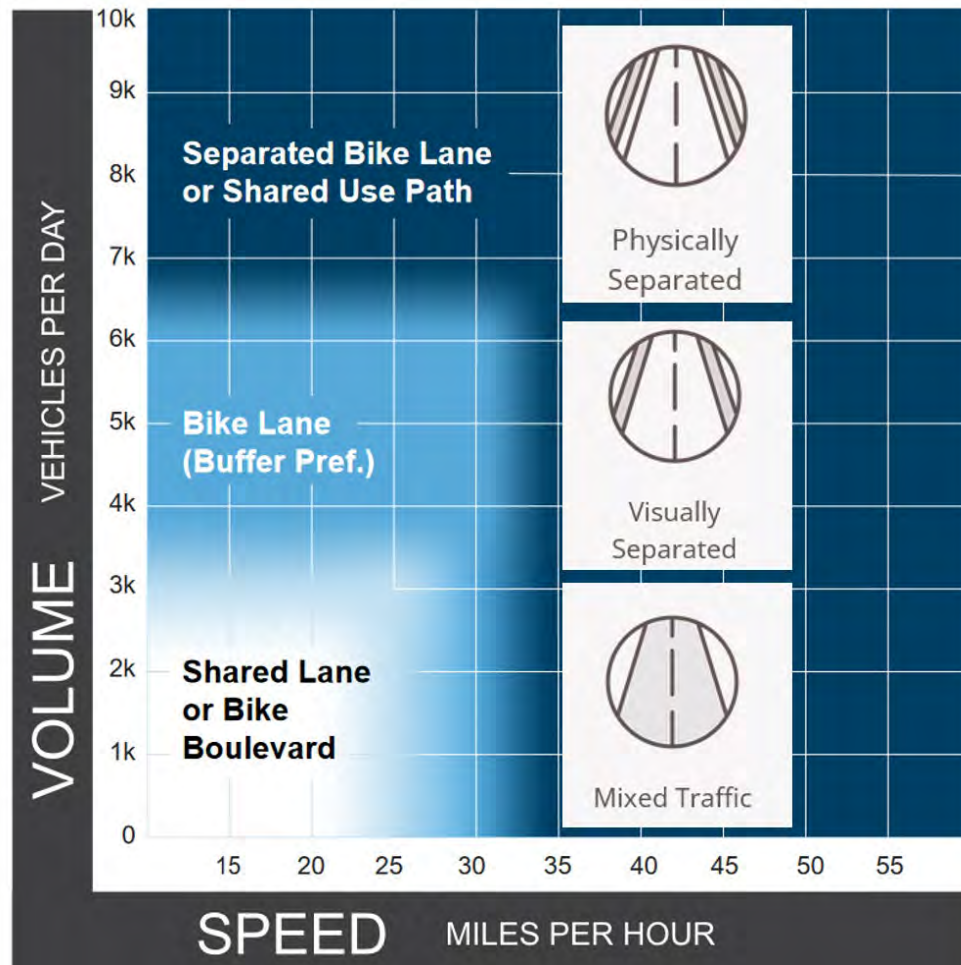 10k
9k
8k
7k
6k
5k
4k
3k
2k
1k
0
VOLUME VEHICLES PER DAY
Separated Bike Lane
or Shared Use Path
Bike Lane
(Buffer Pref.)
Shared Lane
or Bike
Boulevard
Physically
Separated
Visually
Separated
Mixed Traffic
15 20 25 30 35 40 45 50 55
SPEED MILES PER HOUR